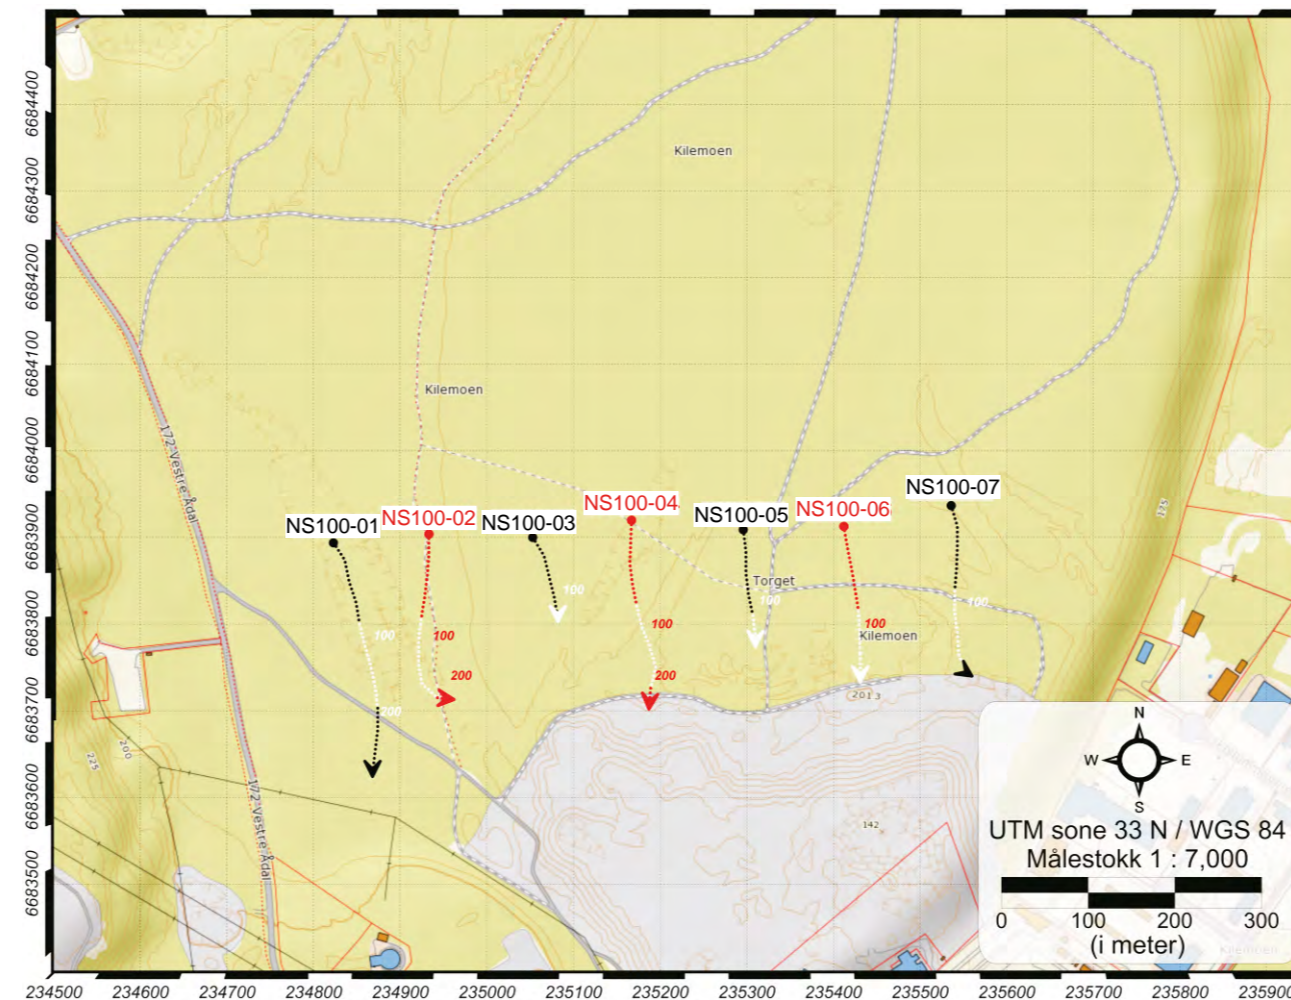 6684400
6684300
6684200
6684100
6684000
6683900
6683800
6683700
6683600
6683500
Kilemoen
Kilemoen
172 Vestre Ådal
175
NS100-01
NS100-02
NS100-03
NS100-04
NS100-05
NS100-06
NS100-07
Torget
Kilemoen
100
100
100
100
100
100
100
200
200
200
201.3
225
200
172 Vestre Ådal
142
N
W
E
S
UTM sone 33 N / WGS 84
Målestokk 1 : 7,000
0 100 200 300
(i meter)
Kilemoen
234500 234600 234700 234800 234900 235000 235100 235200 235300 235400 235500 235600 235700 235800 235900